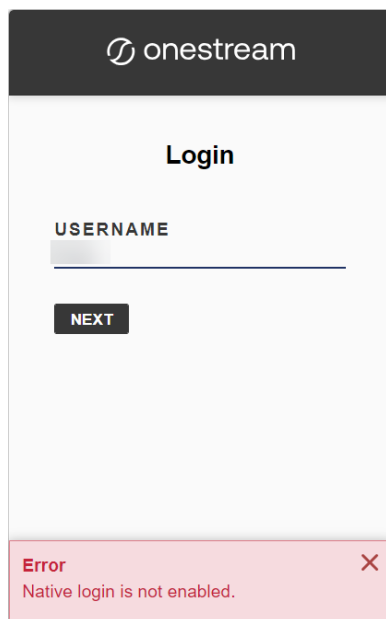 onestream
Login
USERNAME
NEXT
Error
Native login is not enabled.